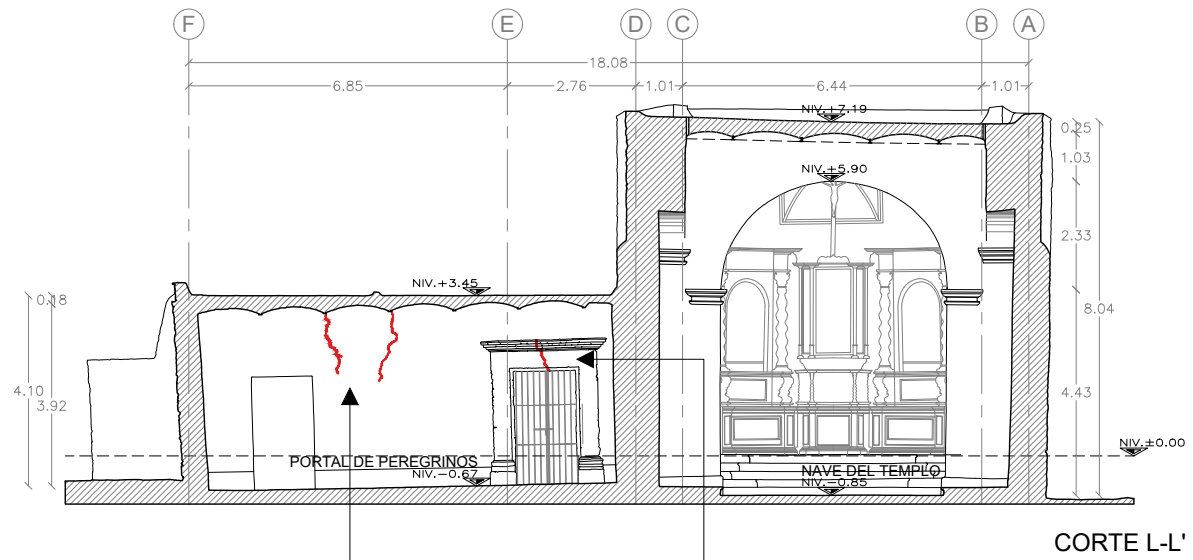 F
E
D
C
B
A
18.08
6.85
2.76
1.01
6.44
1.01
NIV.+7.19
0.25
1.03
NIV.+5.90
2.33
NIV.+3.45
0.18
8.04
4.10
3.92
4.43
NIV.±0.00
PORTAL DE PEREGRINOS
NIV.-0.67
NAVE DEL TEMPLO
NIV.-0.85
CORTE L-L'